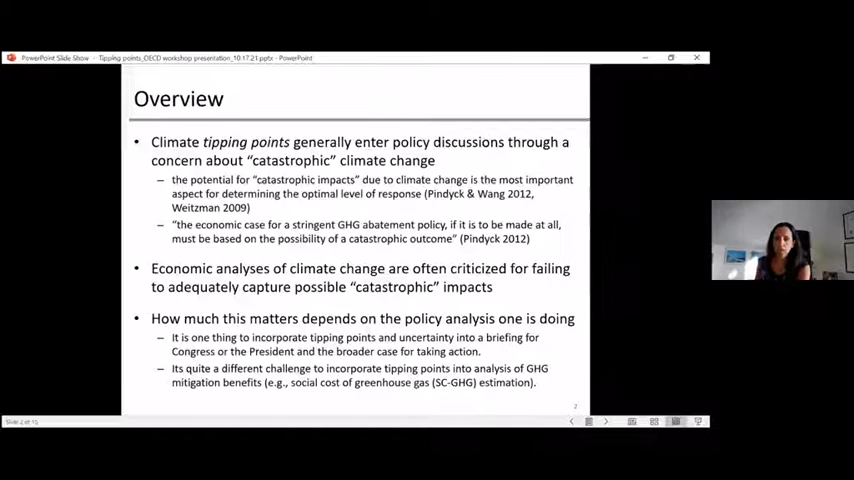 PowerPoint Slide Show - Tipping points_OECD workshop presentation_10.17.21.pptx - PowerPoint
Overview
• Climate tipping points generally enter policy discussions through a
concern about “catastrophic” climate change
– the potential for “catastrophic impacts” due to climate change is the most important
aspect for determining the optimal level of response (Pindyck & Wang 2012,
Weitzman 2009)
– “the economic case for a stringent GHG abatement policy, if it is to be made at all,
must be based on the possibility of a catastrophic outcome” (Pindyck 2012)
• Economic analyses of climate change are often criticized for failing
to adequately capture possible “catastrophic” impacts
• How much this matters depends on the policy analysis one is doing
– It is one thing to incorporate tipping points and uncertainty into a briefing for
Congress or the President and the broader case for taking action.
– Its quite a different challenge to incorporate tipping points into analysis of GHG
mitigation benefits (e.g., social cost of greenhouse gas (SC-GHG) estimation).
2
Slide 2 of 15